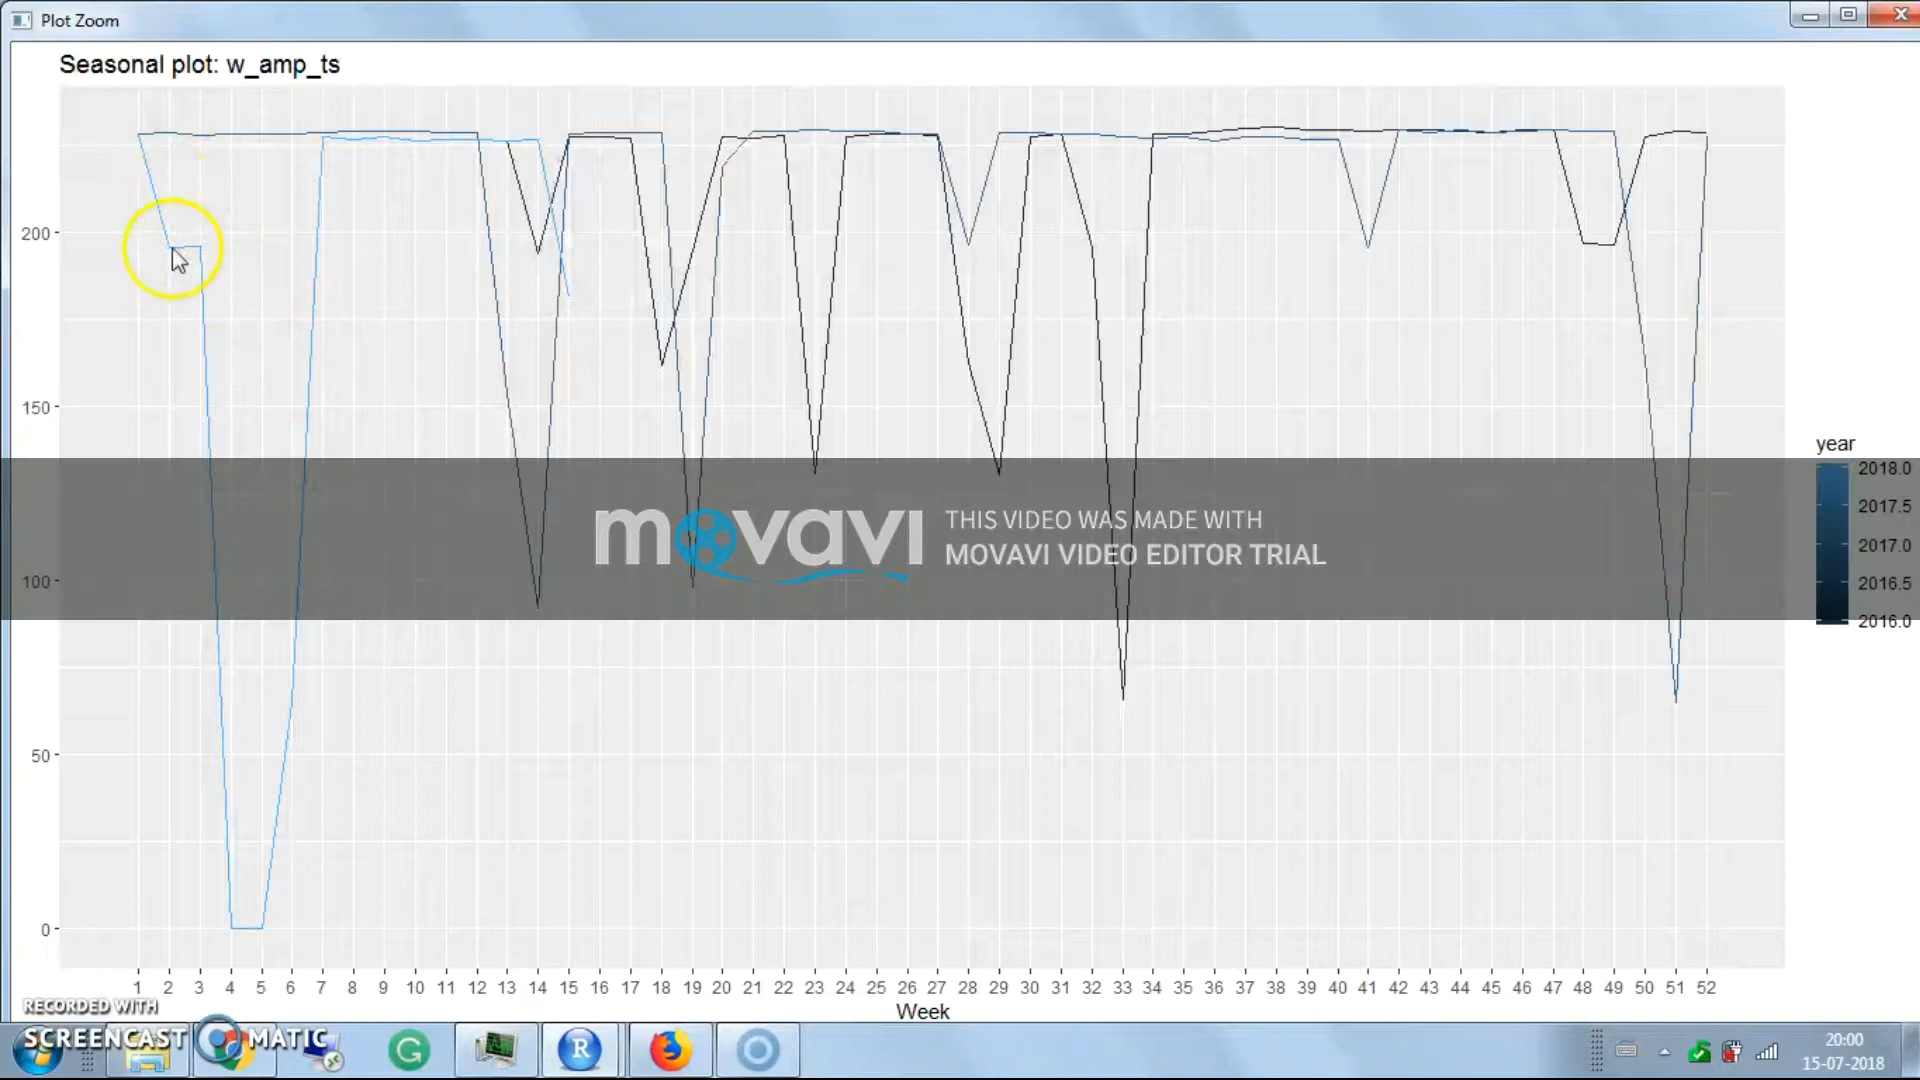 Plot Zoom
Seasonal plot: w_amp_ts
200
150
100
50
0
year
2018.0
2017.5
2017.0
2016.5
2016.0
movavi
THIS VIDEO WAS MADE WITH
MOVAVI VIDEO EDITOR TRIAL
1 2 3 4 5 6 7 8 9 10 11 12 13 14 15 16 17 18 19 20 21 22 23 24 25 26 27 28 29 30 31 32 33 34 35 36 37 38 39 40 41 42 43 44 45 46 47 48 49 50 51 52
Week
RECORDED WITH
SCREENCAST MATIC
G
R
20:00
15-07-2018